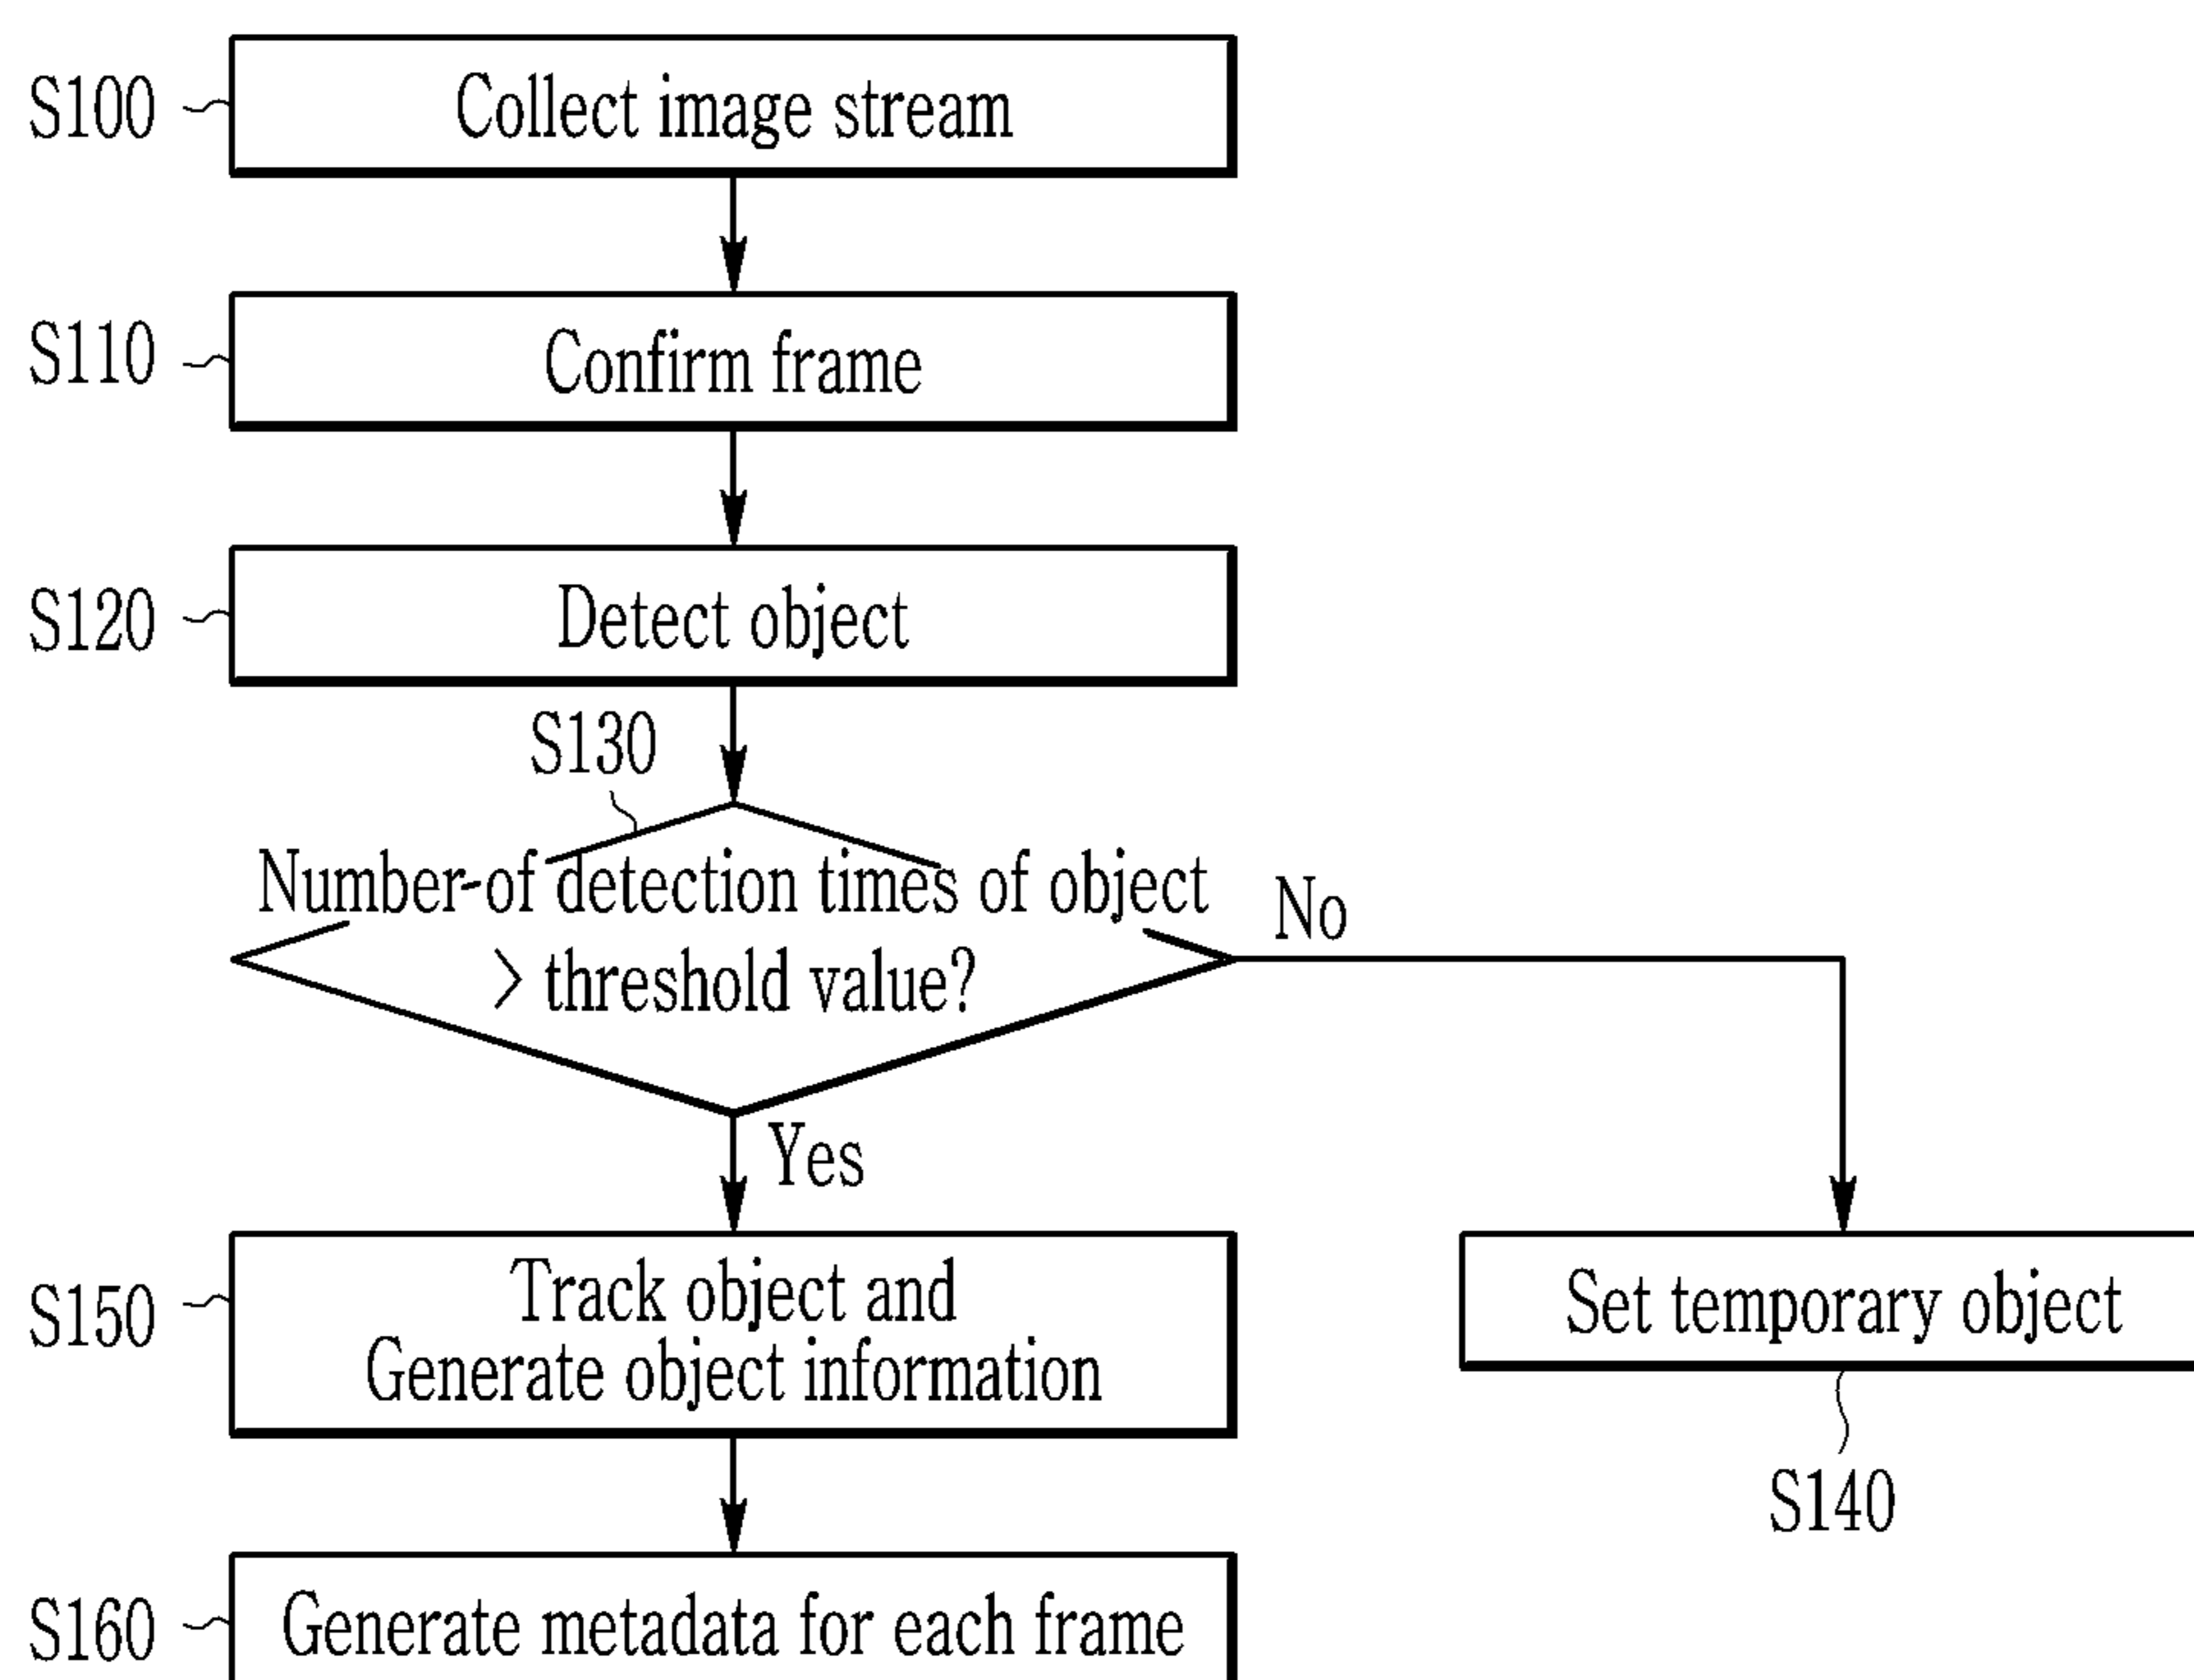 S100
Collect image stream
S110
Confirm frame
S120
Detect object
S130
Number of detection times of object
> threshold value?
No
Yes
S150
Track object and
Generate object information
Set temporary object
S140
S160
Generate metadata for each frame